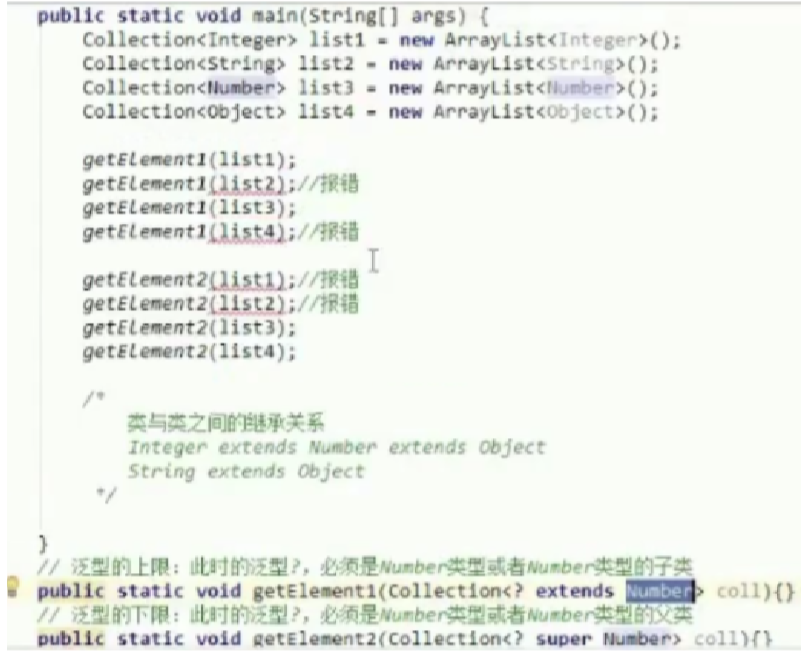 public static void main(String[] args) {
Collection<Integer> list1 = new ArrayList<Integer>();
Collection<String> list2 = new ArrayList<String>();
Collection<Number> list3 = new ArrayList<Number>();
Collection<Object> list4 = new ArrayList<Object>();
getElement1(list1);
getElement1(list2);//报错
getElement1(list3);
getElement1(list4);//报错
getElement2(list1);//报错
getElement2(list2);//报错
getElement2(list3);
getElement2(list4);
/*
类与类之间的继承关系
Integer extends Number extends Object
String extends Object
*/
}
// 泛型的上限：此时的泛型?，必须是Number类型或者Number类型的子类
public static void getElement1(Collection<? extends Number> coll){}
// 泛型的下限：此时的泛型?，必须是Number类型或者Number类型的父类
public static void getElement2(Collection<? super Number> coll){}